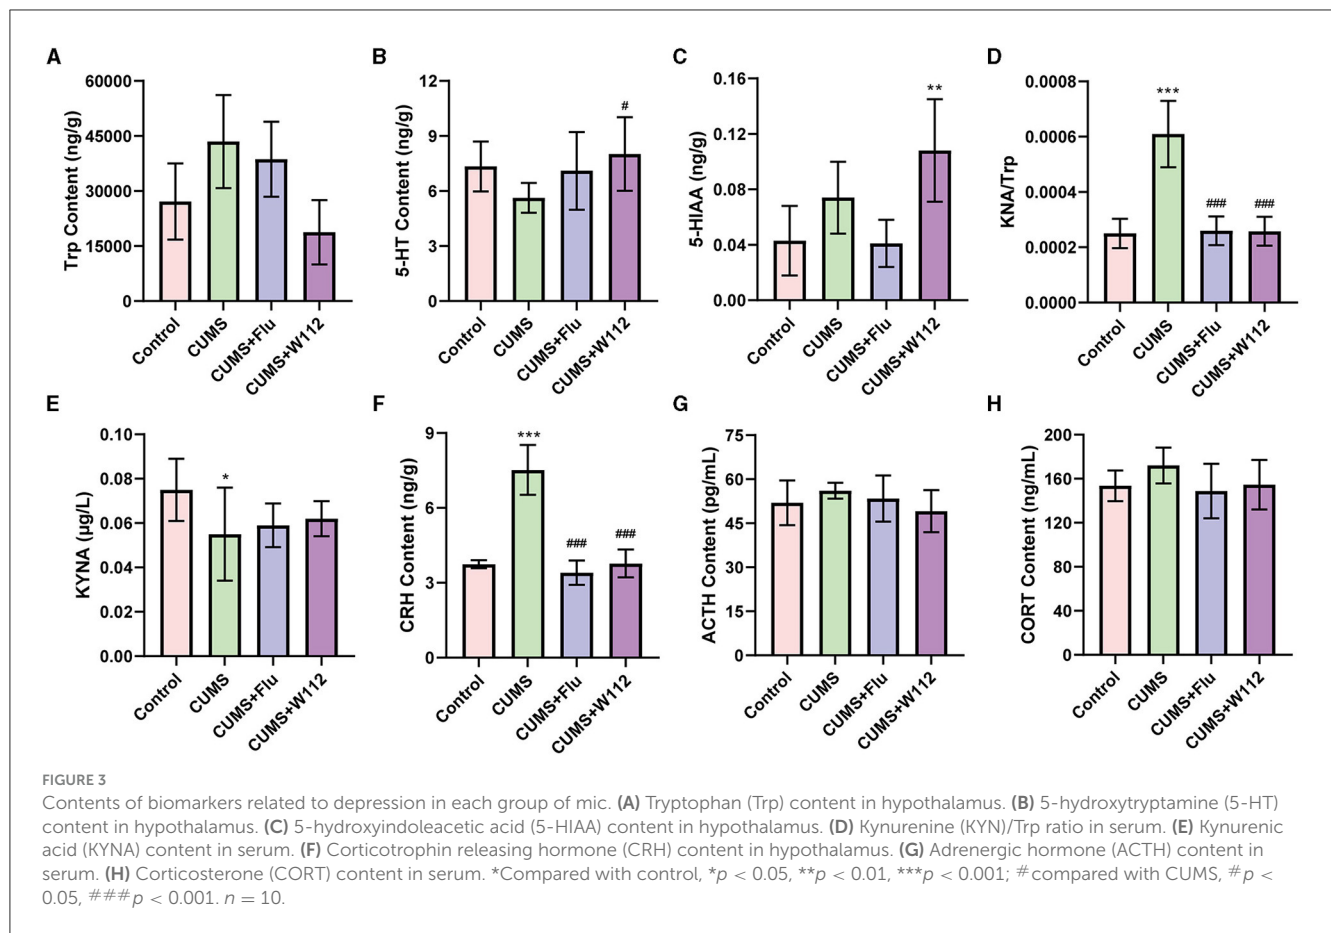 A
Trp Content (ng/g)
60000
45000
30000
15000
0
Control
CUMS
CUMS+Flu
CUMS+W112
B
5-HT Content (ng/g)
12
9
6
3
0
#
Control
CUMS
CUMS+Flu
CUMS+W112
C
5-HIAA (ng/g)
0.16
0.12
0.08
0.04
0.00
**
Control
CUMS
CUMS+Flu
CUMS+W112
D
KNA/Trp
0.0008
0.0006
0.0004
0.0002
0.0000
***
###
###
Control
CUMS
CUMS+Flu
CUMS+W112
E
KYNA (μg/L)
0.10
0.08
0.06
0.04
0.02
0.00
*
Control
CUMS
CUMS+Flu
CUMS+W112
F
CRH Content (ng/g)
9
6
3
0
***
###
###
Control
CUMS
CUMS+Flu
CUMS+W112
G
ACTH Content (pg/mL)
75
60
45
30
15
0
Control
CUMS
CUMS+Flu
CUMS+W112
H
CORT Content (ng/mL)
200
160
120
80
40
0
Control
CUMS
CUMS+Flu
CUMS+W112
FIGURE 3
Contents of biomarkers related to depression in each group of mic. (A) Tryptophan (Trp) content in hypothalamus. (B) 5-hydroxytryptamine (5-HT)
content in hypothalamus. (C) 5-hydroxyindoleacetic acid (5-HIAA) content in hypothalamus. (D) Kynurenine (KYN)/Trp ratio in serum. (E) Kynurenic
acid (KYNA) content in serum. (F) Corticotrophin releasing hormone (CRH) content in hypothalamus. (G) Adrenergic hormone (ACTH) content in
serum. (H) Corticosterone (CORT) content in serum. *Compared with control, *p < 0.05, **p < 0.01, ***p < 0.001; #compared with CUMS, #p <
0.05, ###p < 0.001. n = 10.